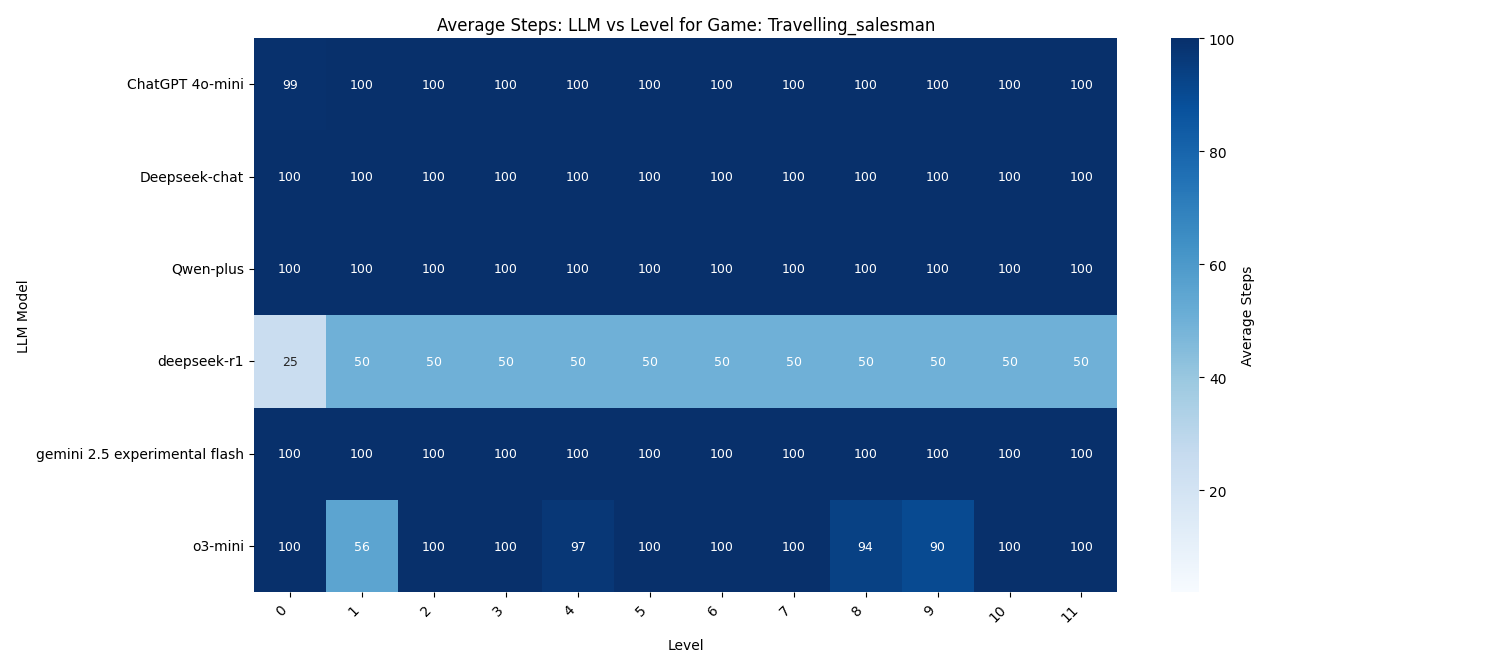 Average Steps: LLM vs Level for Game: Travelling_salesman
LLM Model
ChatGPT 4o-mini 99 100 100 100 100 100 100 100 100 100 100 100
Deepseek-chat 100 100 100 100 100 100 100 100 100 100 100 100
Qwen-plus 100 100 100 100 100 100 100 100 100 100 100 100
deepseek-r1 25 50 50 50 50 50 50 50 50 50 50 50
gemini 2.5 experimental flash 100 100 100 100 100 100 100 100 100 100 100 100
o3-mini 100 56 100 100 97 100 100 100 94 90 100 100
0 1 2 3 4 5 6 7 8 9 10 11
Level
100
80
60
40
20
Average Steps